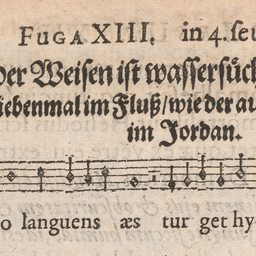 FUGA XIII. in 4. seu
Der Weisen ist wassersüch
siebenmal im Fluß/wie der au
im Jordan.
o languens æs tur get hy